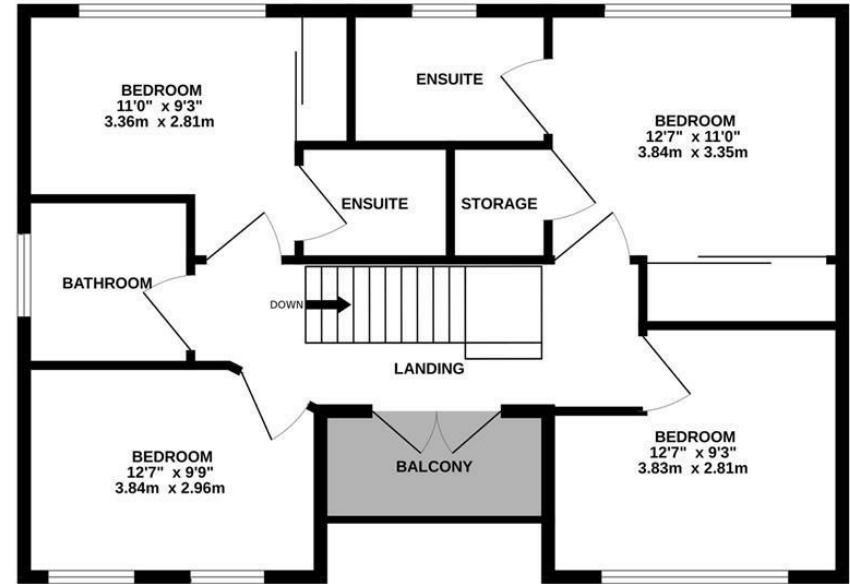 BEDROOM
11'0" x 9'3"
3.36m x 2.81m
ENSUITE
BEDROOM
12'7" x 11'0"
3.84m x 3.35m
ENSUITE
STORAGE
BATHROOM
DOWN
LANDING
BEDROOM
12'7" x 9'9"
3.84m x 2.96m
BALCONY
BEDROOM
12'7" x 9'3"
3.83m x 2.81m